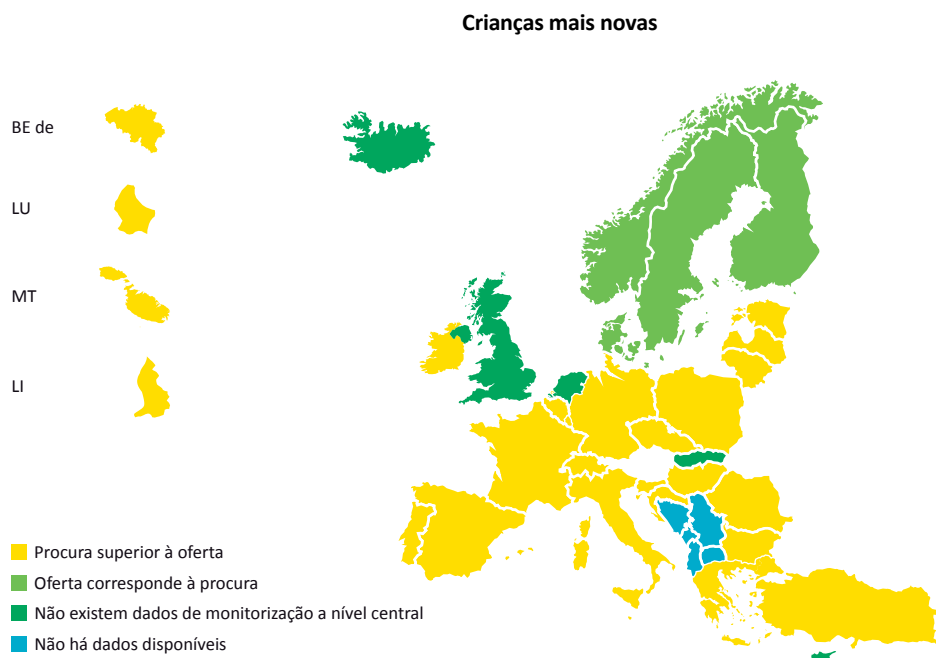 Crianças mais novas
BE de
LU
MT
LI
Procura superior à oferta
Oferta corresponde à procura
Não existem dados de monitorização a nível central
Não há dados disponíveis